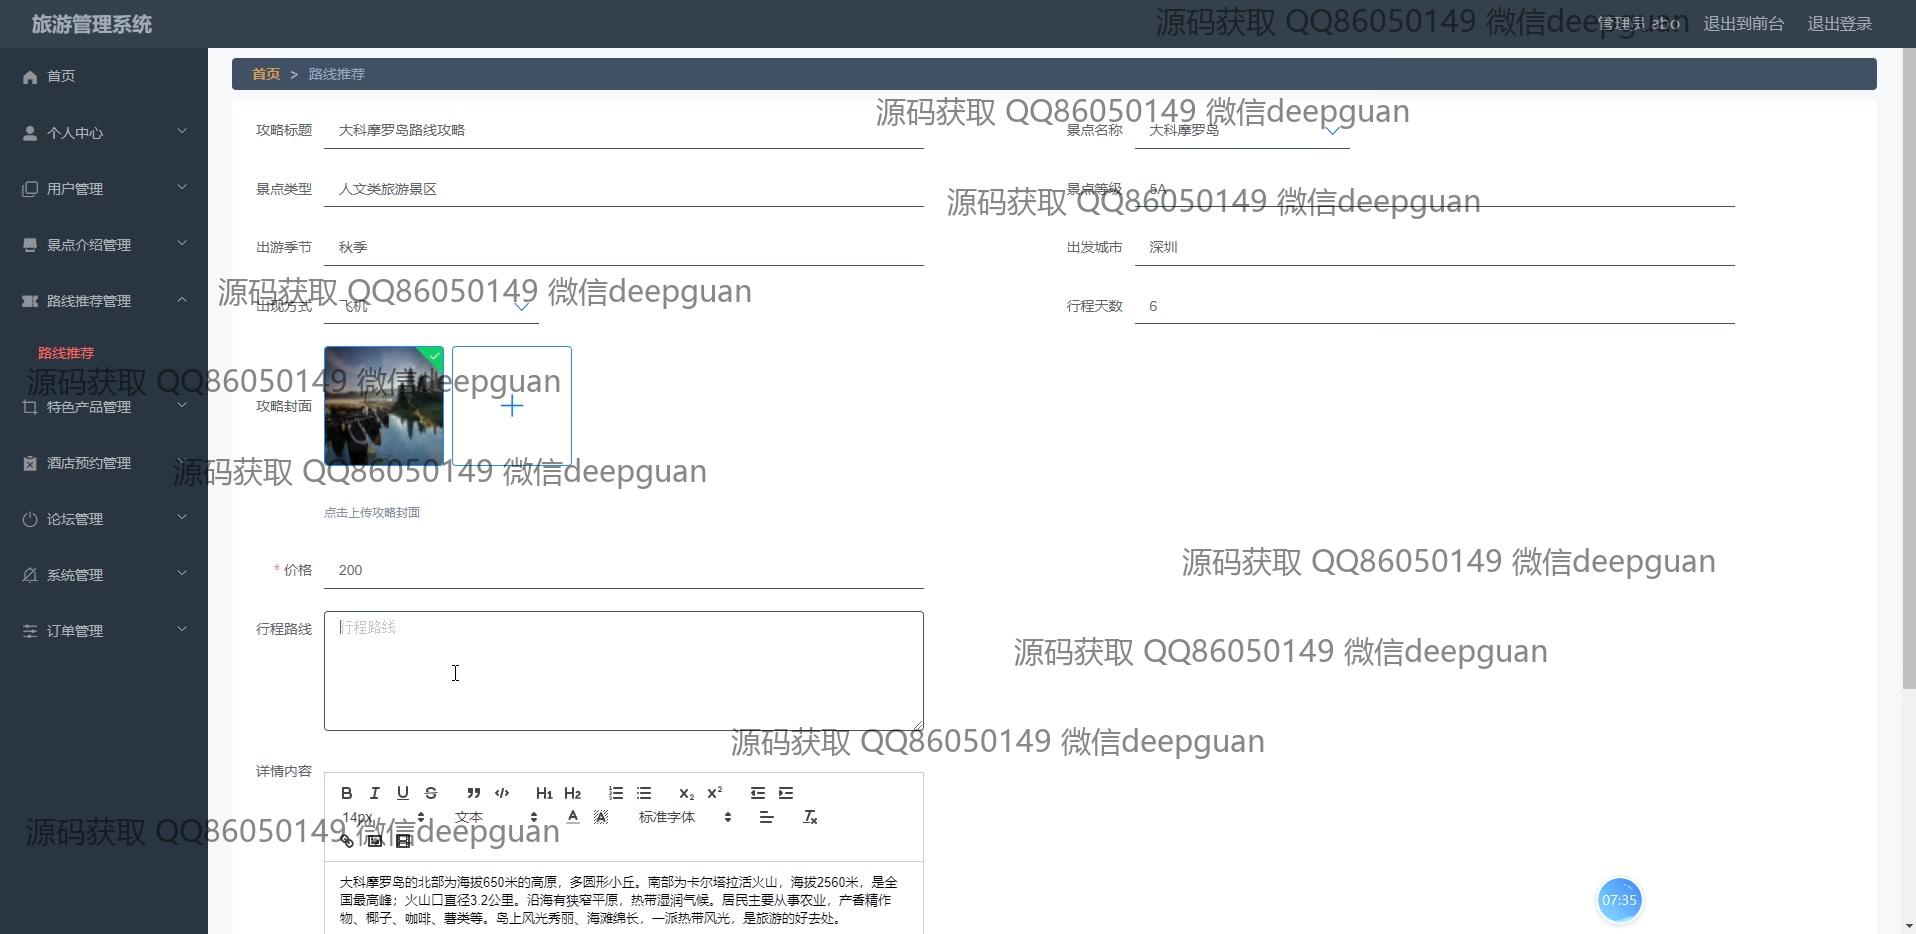 旅游管理系统
源码获取 QQ86050149 微信deepguan
管理员 abo
退出到前台
退出登录
首页
首页 > 路线推荐
个人中心
用户管理
景点介绍管理
路线推荐管理
路线推荐
特色产品管理
酒店预约管理
论坛管理
系统管理
订单管理
源码获取 QQ86050149 微信deepguan
攻略标题 大科摩罗岛路线攻略
景点名称 大科摩罗岛
景点类型 人文类旅游景区
景点等级 5A
源码获取 QQ86050149 微信deepguan
出游季节 秋季
出发城市 深圳
源码获取 QQ86050149 微信deepguan
出现方式 飞机
行程天数 6
源码获取 QQ86050149 微信deepguan
攻略封面
源码获取 QQ86050149 微信deepguan
点击上传攻略封面
源码获取 QQ86050149 微信deepguan
* 价格 200
行程路线 行程路线
源码获取 QQ86050149 微信deepguan
源码获取 QQ86050149 微信deepguan
详情内容
B I U S H1 H2 X2 X2
14px 文本 A A 标准字体 Tx
源码获取 QQ86050149 微信deepguan
大科摩罗岛的北部为海拔650米的高原，多圆形小丘。南部为卡尔塔拉活火山，海拔2560米，是全
国最高峰；火山口直径3.2公里。沿海有狭窄平原，热带湿润气候。居民主要从事农业，产香精作
物、椰子、咖啡、薯类等。岛上风光秀丽、海滩绵长，一派热带风光，是旅游的好去处。
07:35